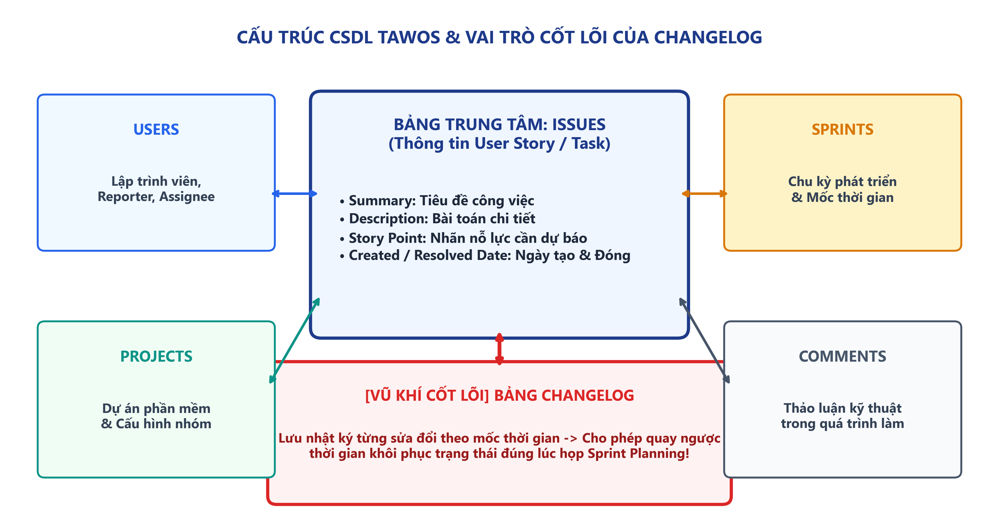 CẤU TRÚC CSDL TAWOS & VAI TRÒ CỐT LÕI CỦA CHANGELOG
USERS
Lập trình viên,
Reporter, Assignee
BẢNG TRUNG TÂM: ISSUES
(Thông tin User Story / Task)
• Summary: Tiêu đề công việc
• Description: Bài toán chi tiết
• Story Point: Nhãn nỗ lực cần dự báo
• Created / Resolved Date: Ngày tạo & Đóng
SPRINTS
Chu kỳ phát triển
& Mốc thời gian
PROJECTS
Dự án phần mềm
& Cấu hình nhóm
[VŨ KHÍ CỐT LÕI] BẢNG CHANGELOG
Lưu nhật ký từng sửa đổi theo mốc thời gian -> Cho phép quay ngược
thời gian khôi phục trạng thái đúng lúc họp Sprint Planning!
COMMENTS
Thảo luận kỹ thuật
trong quá trình làm